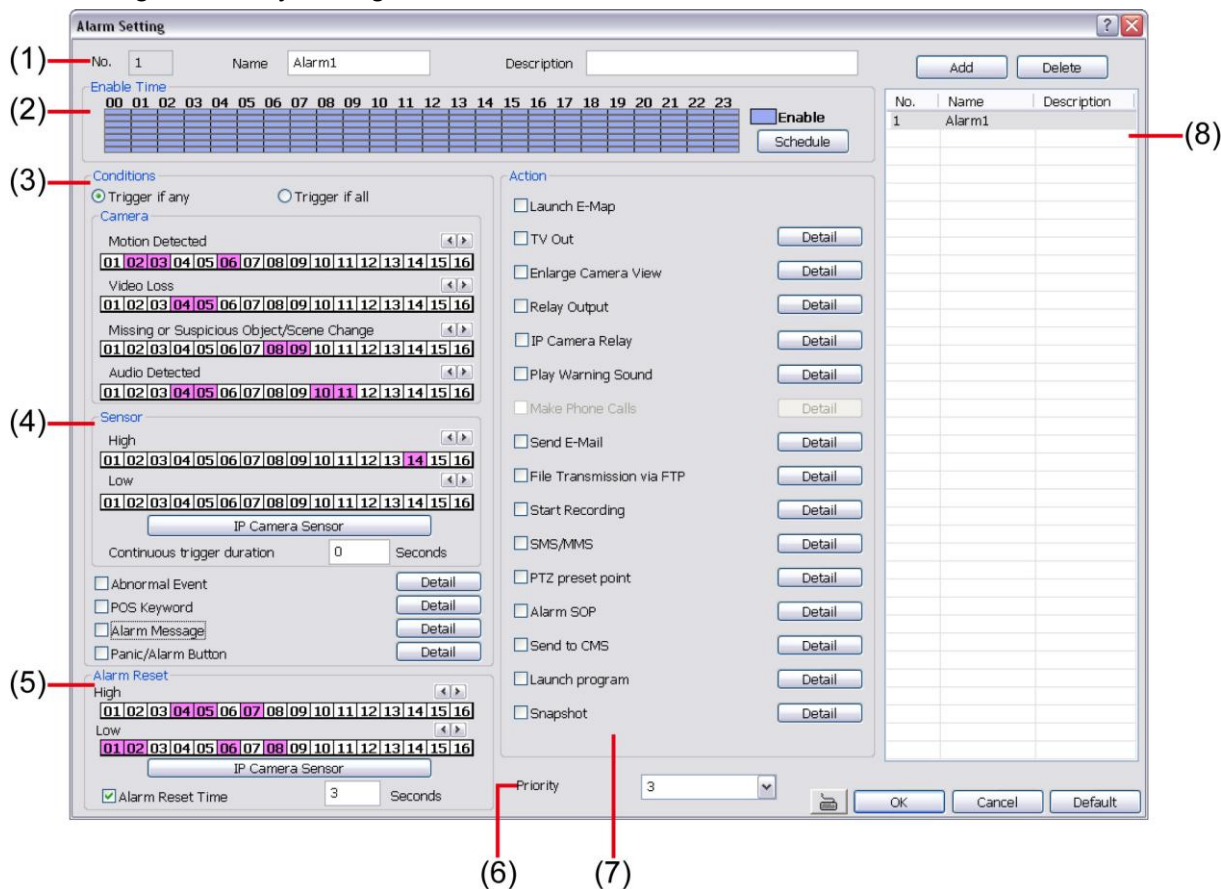 Alarm Setting
(1)
No. 1 Name Alarm1 Description
Add Delete
Enable Time
(2)
00 01 02 03 04 05 06 07 08 09 10 11 12 13 14 15 16 17 18 19 20 21 22 23
Enable
Schedule
No. Name Description
1 Alarm1
(8)
(3)
Conditions
Trigger if any Trigger if all
Camera
Motion Detected
01 02 03 04 05 06 07 08 09 10 11 12 13 14 15 16
Video Loss
01 02 03 04 05 06 07 08 09 10 11 12 13 14 15 16
Missing or Suspicious Object/Scene Change
01 02 03 04 05 06 07 08 09 10 11 12 13 14 15 16
Audio Detected
01 02 03 04 05 06 07 08 09 10 11 12 13 14 15 16
(4)
Sensor
High
01 02 03 04 05 06 07 08 09 10 11 12 13 14 15 16
Low
01 02 03 04 05 06 07 08 09 10 11 12 13 14 15 16
IP Camera Sensor
Continuous trigger duration 0 Seconds
Abnormal Event Detail
POS Keyword Detail
Alarm Message Detail
Panic/Alarm Button Detail
(5)
Alarm Reset
High
01 02 03 04 05 06 07 08 09 10 11 12 13 14 15 16
Low
01 02 03 04 05 06 07 08 09 10 11 12 13 14 15 16
IP Camera Sensor
Alarm Reset Time 3 Seconds
Action
Launch E-Map
TV Out Detail
Enlarge Camera View Detail
Relay Output Detail
IP Camera Relay Detail
Play Warning Sound Detail
Make Phone Calls Detail
Send E-Mail Detail
File Transmission via FTP Detail
Start Recording Detail
SMS/MMS Detail
PTZ preset point Detail
Alarm SOP Detail
Send to CMS Detail
Launch program Detail
Snapshot Detail
Priority 3
OK Cancel Default
(6) (7)